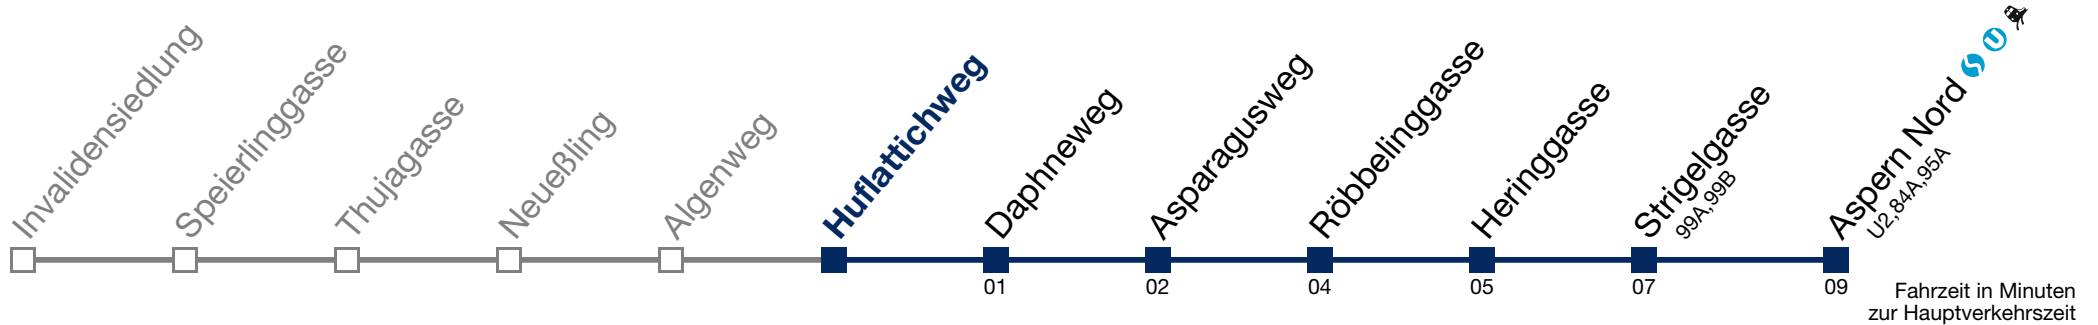 Invalidensiedlung
Speierlinggasse
Thujagasse
Neueßling
Algenweg
Huflattichweg
Daphneweg
Asparagusweg
Röbbelinggasse
Heringgasse
Strigelgasse
99A,99B
Aspern Nord S U
U2,84A,95A
01 02 04 05 07 09
Fahrzeit in Minuten
zur Hauptverkehrszeit